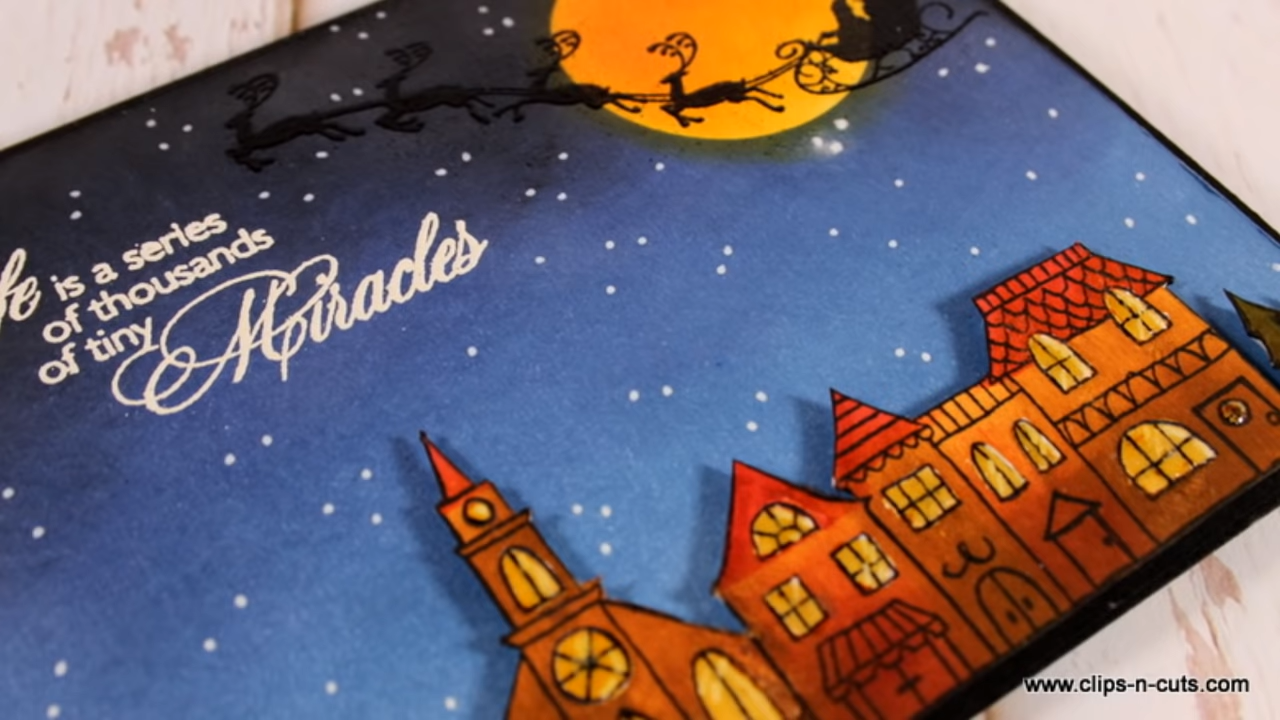 fe is a series
of thousands
of tiny Miracles
www.clips-n-cuts.com